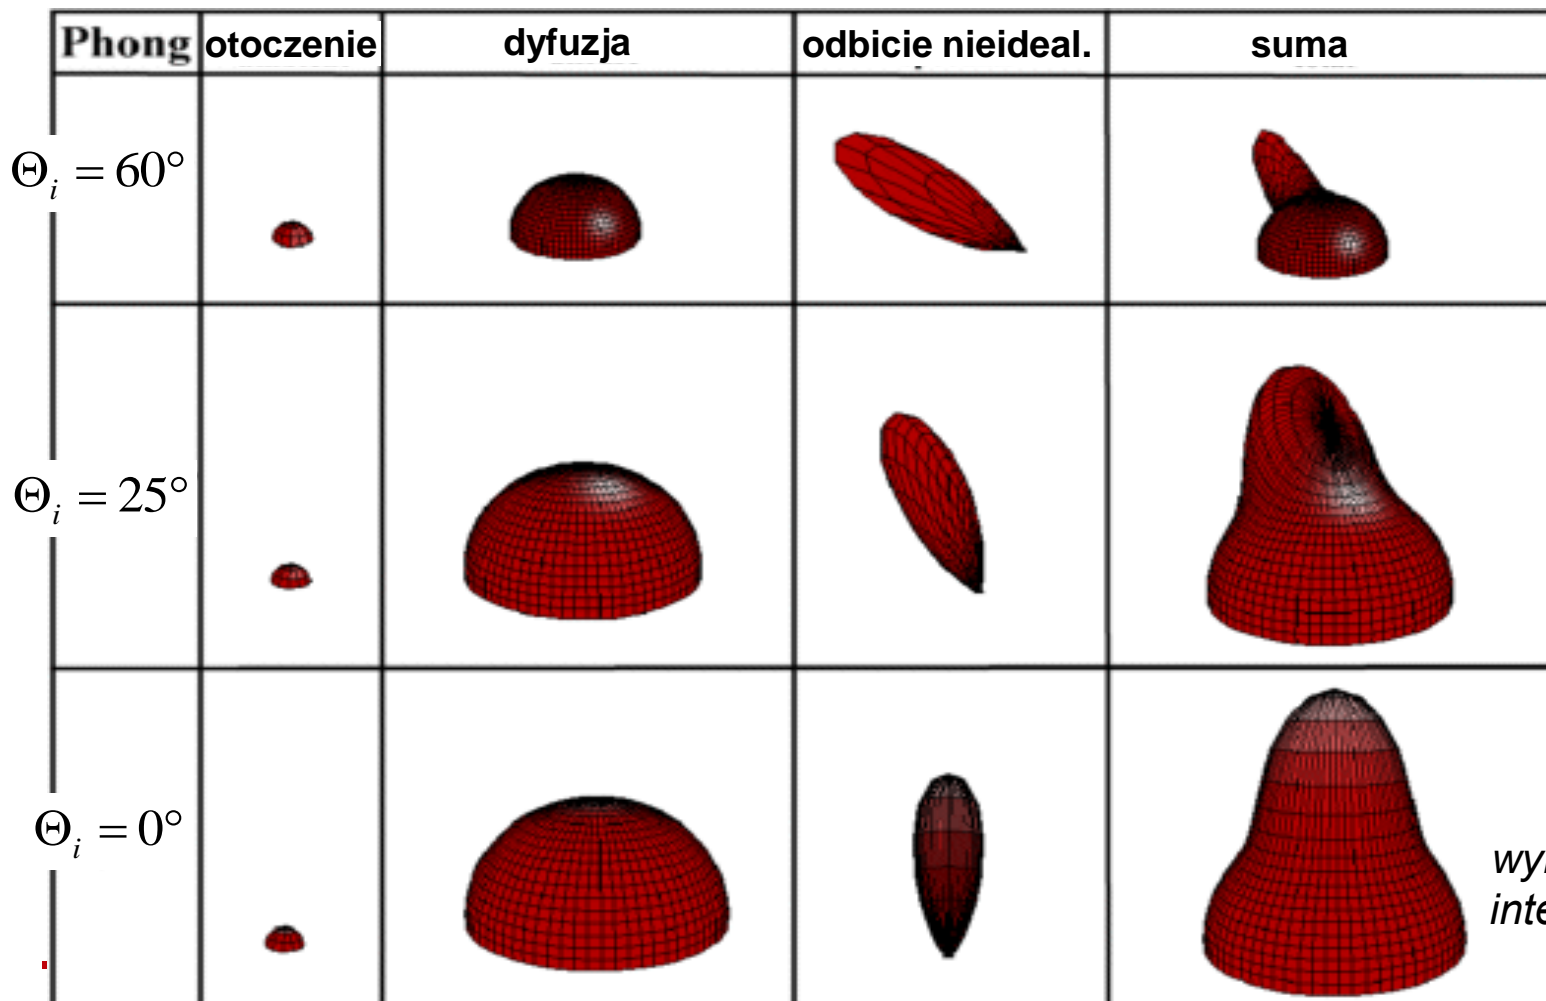 Phong otoczenie dyfuzja odbicie nieideal. suma
Θi = 60°
Θi = 25°
Θi = 0°